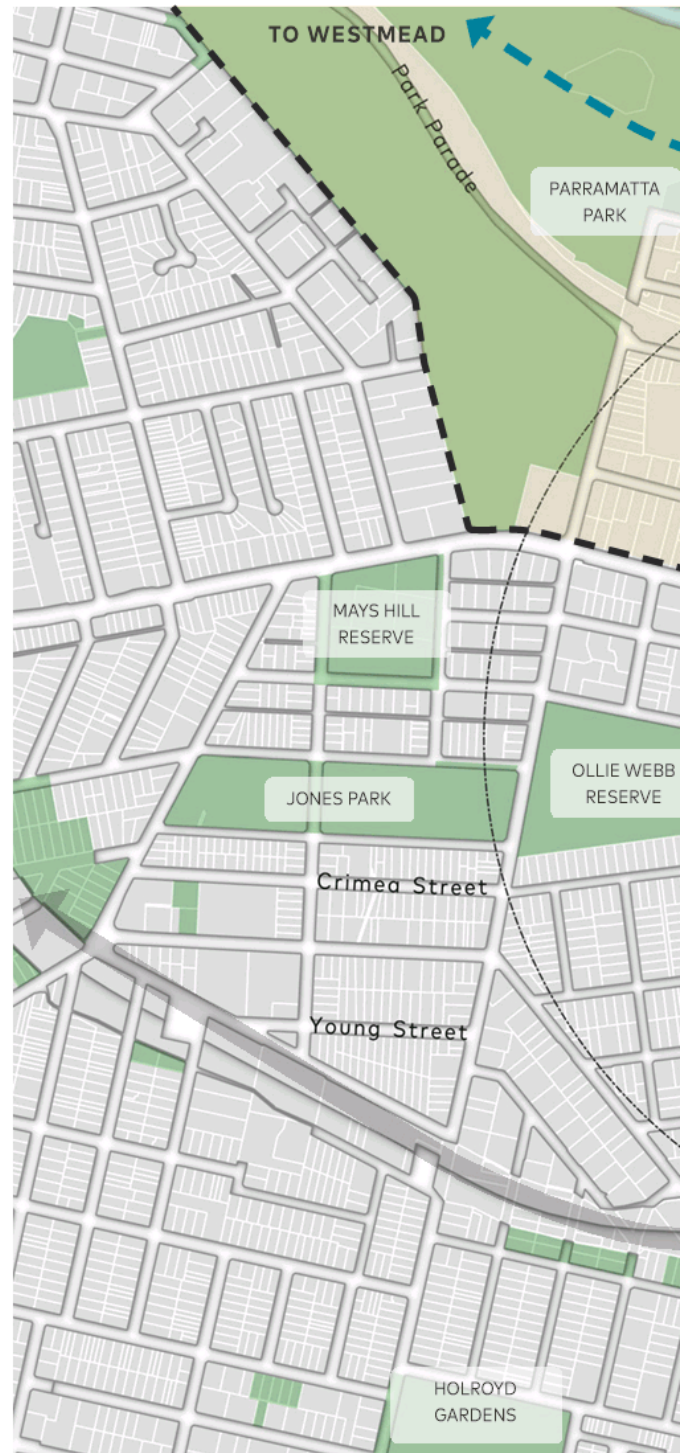 TO WESTMEAD
Park Parade
PARRAMATTA
PARK
MAYS HILL
RESERVE
OLLIE WEBB
RESERVE
JONES PARK
Crimea Street
Young Street
HOLROYD
GARDENS